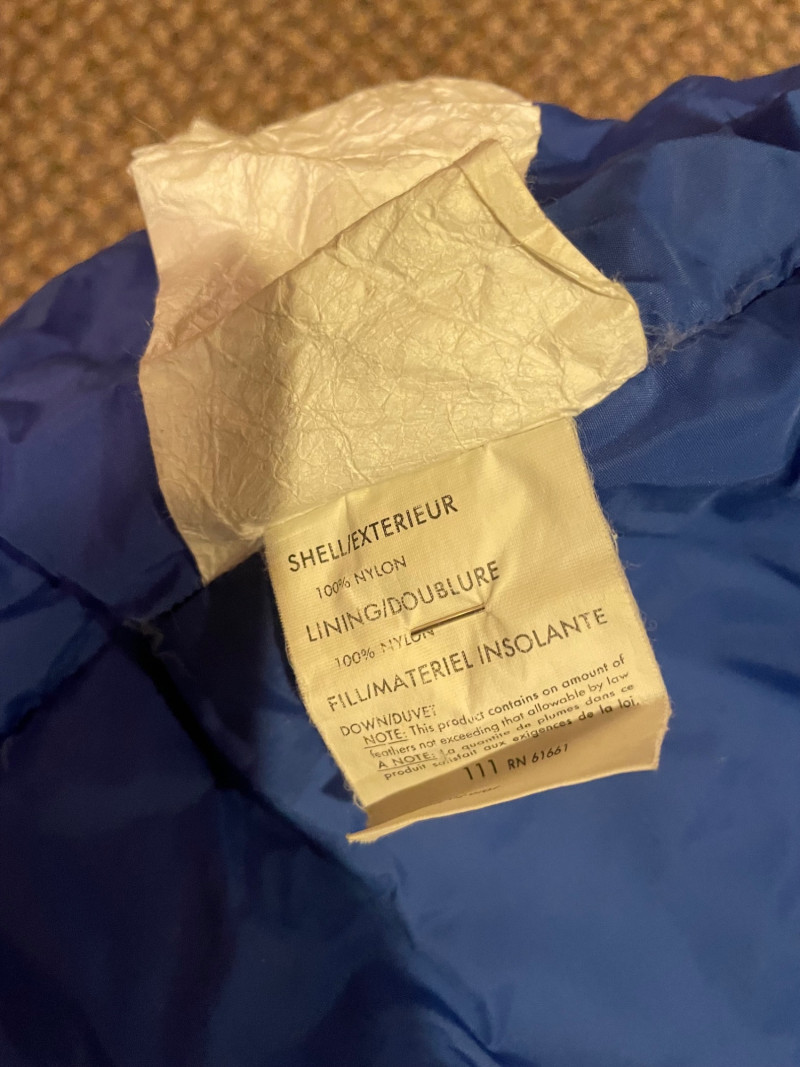 SHELL/EXTERIEUR
100% NYLON
LINING/DOUBLURE
100% NYLON
FILL/MATERIEL INSOLANTE
DOWN/DUVET
NOTE: This product contains on amount of
feathers not exceeding that allowable by law
A NOTE: La quantite de plumes dans ce
produit satisfait aux exigences de la loi.
111 RN 61661